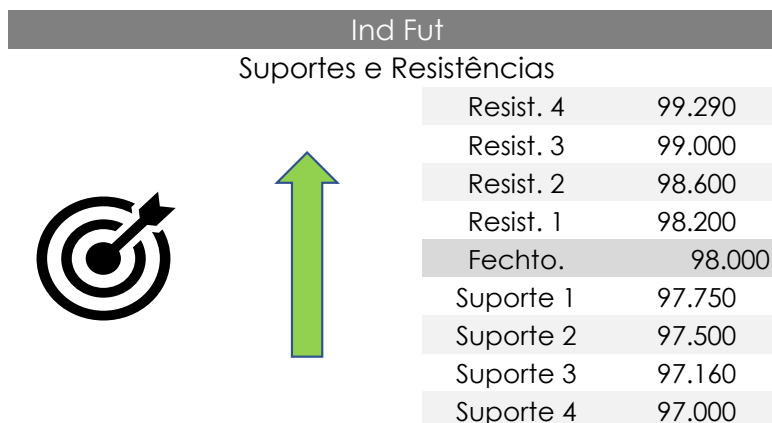 Ind Fut
Suportes e Resistências
Resist. 4 99.290
Resist. 3 99.000
Resist. 2 98.600
Resist. 1 98.200
Fechto. 98.000
Suporte 1 97.750
Suporte 2 97.500
Suporte 3 97.160
Suporte 4 97.000